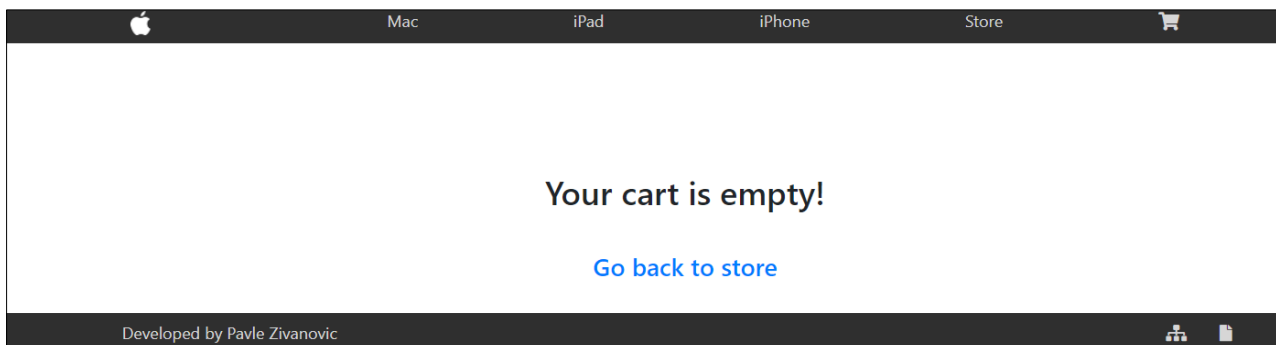 Mac iPad iPhone Store
Your cart is empty!
Go back to store
Developed by Pavle Zivanovic